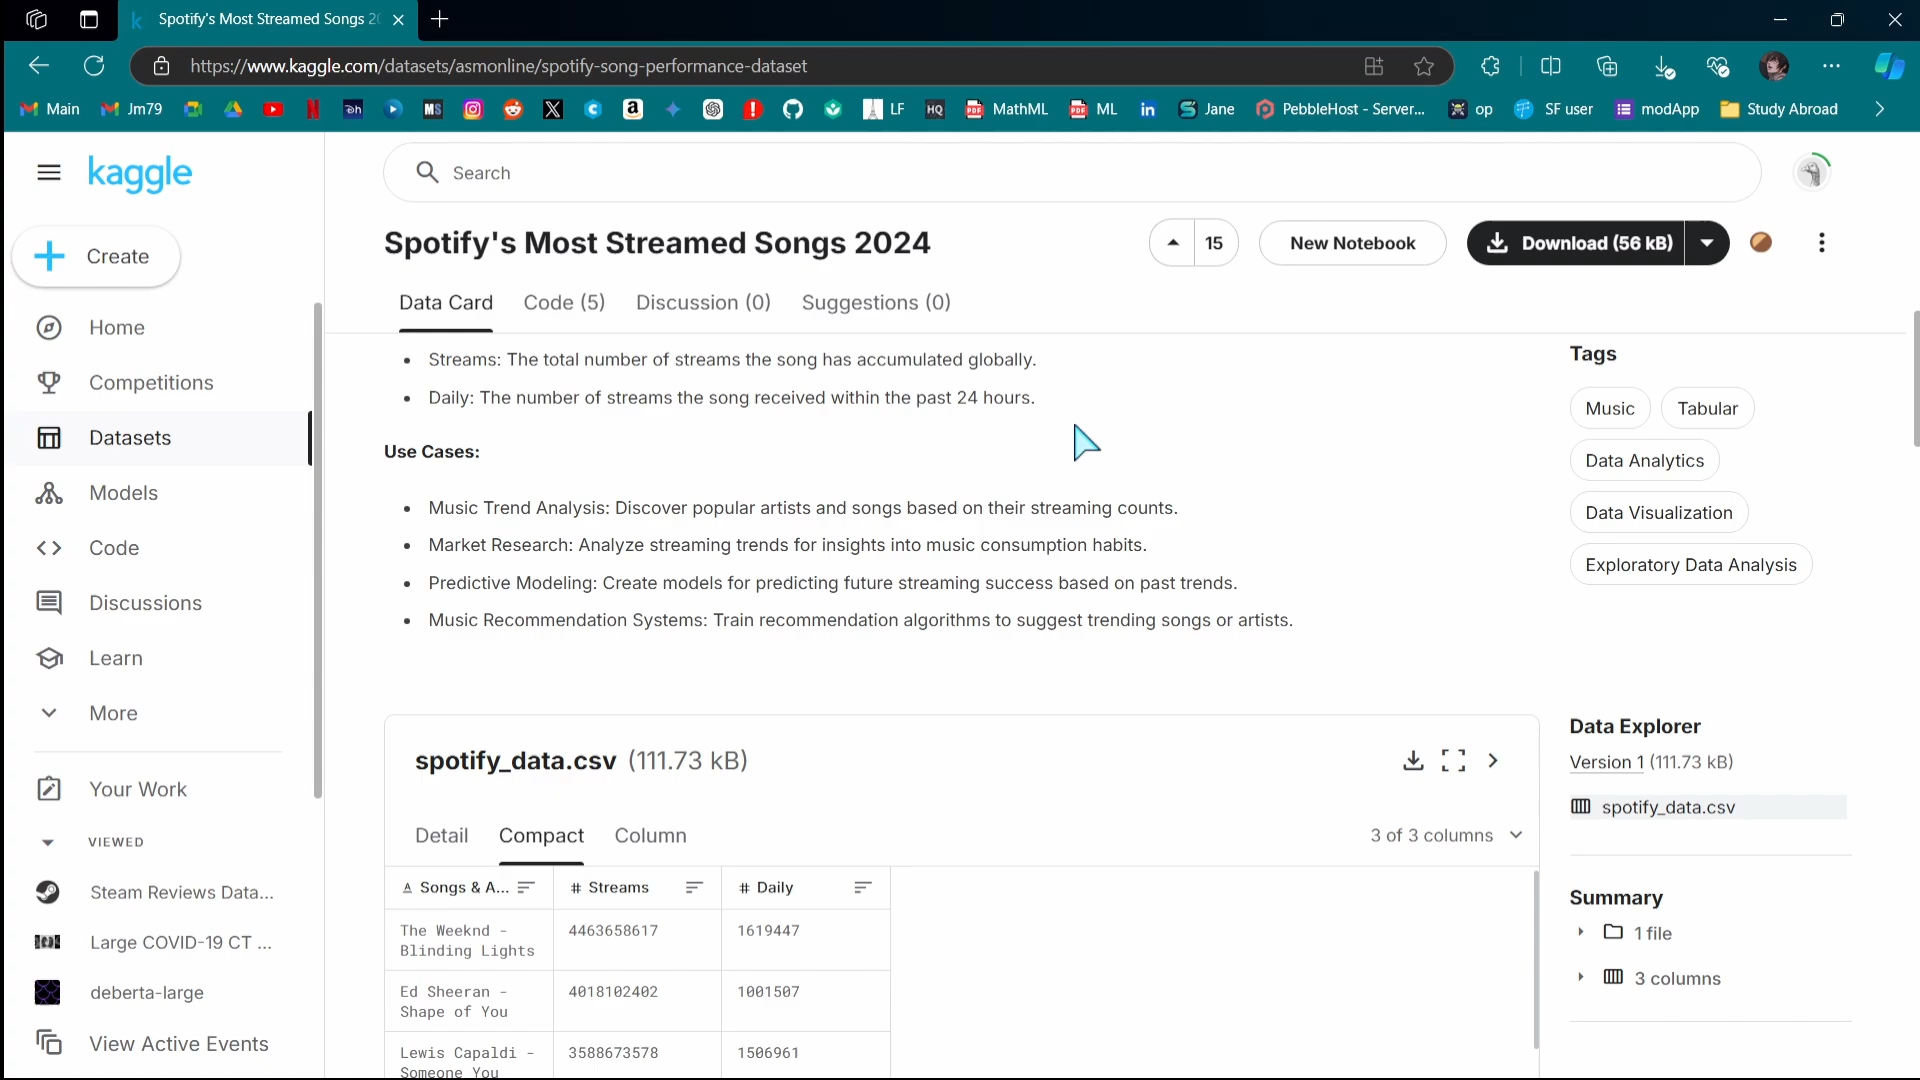 Spotify's Most Streamed Songs 20
https://www.kaggle.com/datasets/asmonline/spotify-song-performance-dataset
Main Jm79 LF MathML ML Jane PebbleHost - Server... op SF user modApp Study Abroad
kaggle
Search
Create
Spotify's Most Streamed Songs 2024
15
New Notebook
Download (56 kB)
Data Card Code (5) Discussion (0) Suggestions (0)
Home
Competitions
Datasets
Models
Code
Discussions
Learn
More
Your Work
VIEWED
Steam Reviews Data...
Large COVID-19 CT ...
deberta-large
View Active Events
Streams: The total number of streams the song has accumulated globally.
Daily: The number of streams the song received within the past 24 hours.
Use Cases:
Music Trend Analysis: Discover popular artists and songs based on their streaming counts.
Market Research: Analyze streaming trends for insights into music consumption habits.
Predictive Modeling: Create models for predicting future streaming success based on past trends.
Music Recommendation Systems: Train recommendation algorithms to suggest trending songs or artists.
Tags
Music Tabular
Data Analytics
Data Visualization
Exploratory Data Analysis
spotify_data.csv (111.73 kB)
Detail Compact Column
3 of 3 columns
A Songs & A... # Streams # Daily
The Weeknd - 4463658617 1619447
Blinding Lights
Ed Sheeran - 4018102402 1001507
Shape of You
Lewis Capaldi - 3588673578 1506961
Someone You
Data Explorer
Version 1 (111.73 kB)
spotify_data.csv
Summary
1 file
3 columns